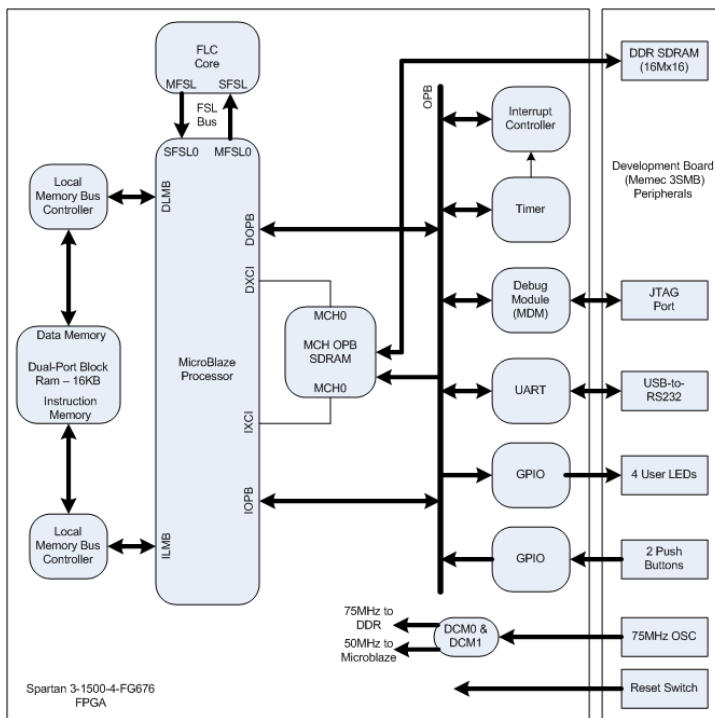 FLC
Core
MFSL SFSL
FSL
Bus
SFSL0 MFSL0
DLMB
ILMB
DOPB
DXCI
IXCI
IOPB
MicroBlaze
Processor
Local
Memory Bus
Controller
Data Memory
Dual-Port Block
Ram – 16KB
Instruction
Memory
Local
Memory Bus
Controller
MCH0
MCH OPB
SDRAM
MCH0
OPB
Interrupt
Controller
Timer
Debug
Module
(MDM)
UART
GPIO
GPIO
75MHz to
DDR
50MHz to
Microblaze
DCM0 &
DCM1
Spartan 3-1500-4-FG676
FPGA
DDR SDRAM
(16Mx16)
Development Board
(Memec 3SMB)
Peripherals
JTAG
Port
USB-to-
RS232
4 User LEDs
2 Push
Buttons
75MHz OSC
Reset Switch